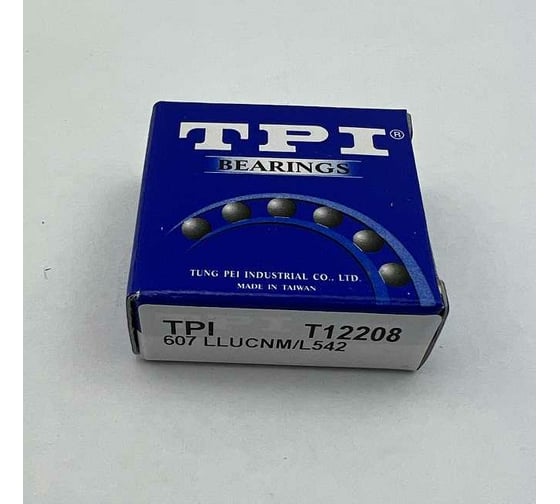 TPI®
BEARINGS
TUNG PEI INDUSTRIAL CO., LTD.
MADE IN TAIWAN
TPI T12208
607 LLUCNM/L542